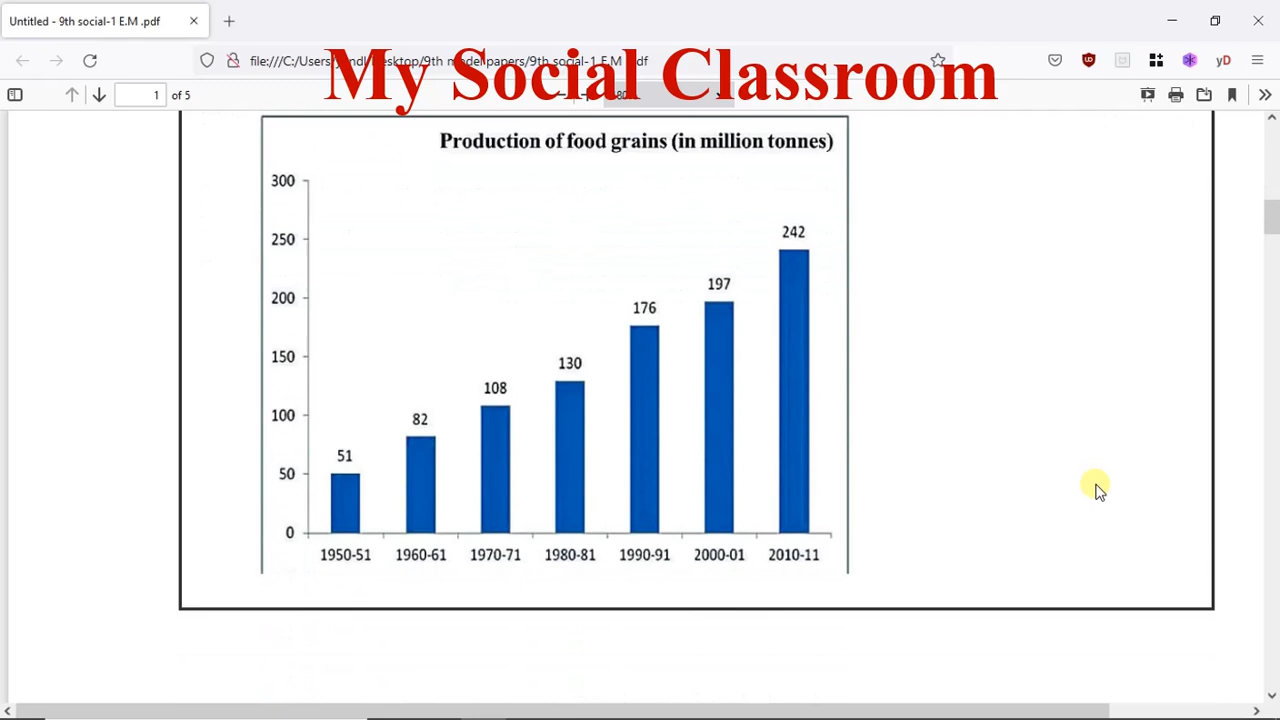 Untitled - 9th social-1 E.M .pdf
My Social Classroom
1 of 5
Production of food grains (in million tonnes)
300
250
200
150
100
50
0
51
82
108
130
176
197
242
1950-51 1960-61 1970-71 1980-81 1990-91 2000-01 2010-11